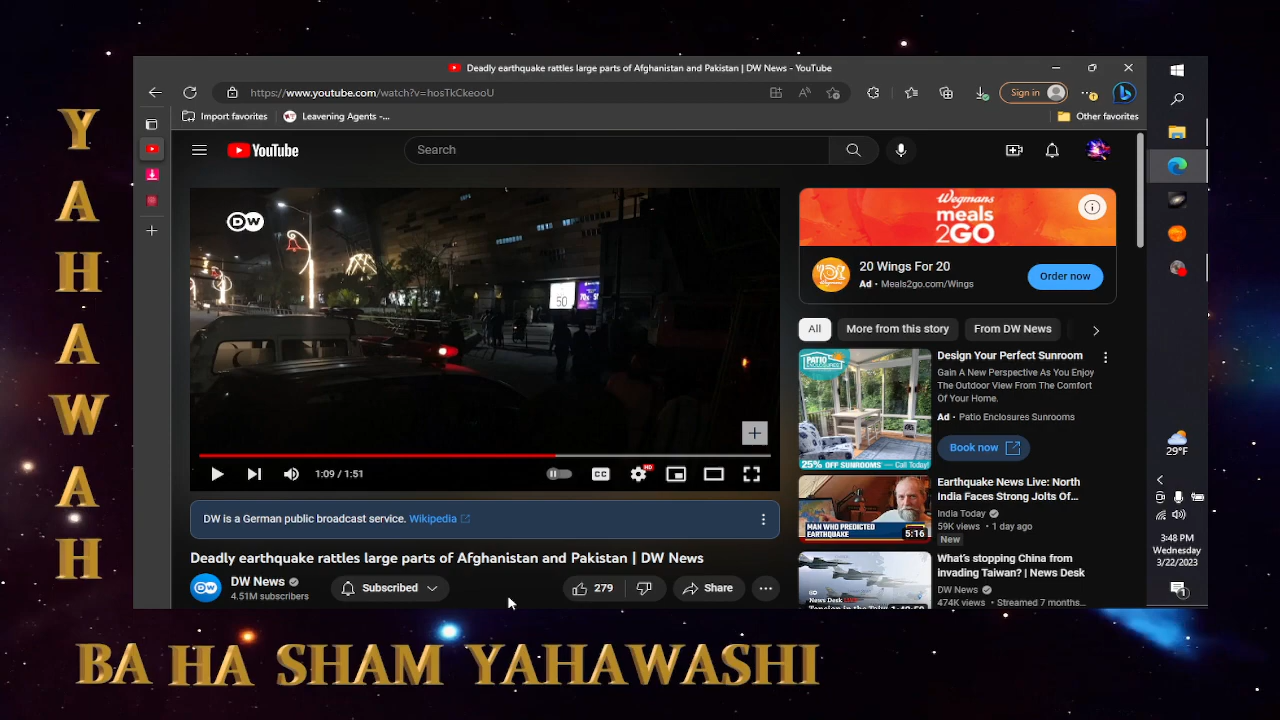 Deadly earthquake rattles large parts of Afghanistan and Pakistan | DW News - YouTube
https://www.youtube.com/watch?v=hosTkCkeooU
Sign in
Import favorites
Leavening Agents -...
Other favorites
YouTube
Search
DW
50
1:09 / 1:51
CC
HD
DW is a German public broadcast service. Wikipedia
Deadly earthquake rattles large parts of Afghanistan and Pakistan | DW News
DW News
4.51M subscribers
Subscribed
279
Share
Wegmans
meals
2GO
20 Wings For 20
Ad · Meals2go.com/Wings
Order now
All
More from this story
From DW News
PATIO
25% OFF SUNROOMS — Call Today!
Design Your Perfect Sunroom
Gain A New Perspective As You Enjoy
The Outdoor View From The Comfort
Of Your Home.
Ad · Patio Enclosures Sunrooms
Book now
MAN WHO PREDICTED
EARTHQUAKE
5:16
Earthquake News Live: North
India Faces Strong Jolts Of...
India Today
59K views · 1 day ago
New
What's stopping China from
invading Taiwan? | News Desk
DW News
474K views · Streamed 7 months...
29°F
3:48 PM
Wednesday
3/22/2023
1
YAHAWAH
BA HA SHAM YAHAWASHI